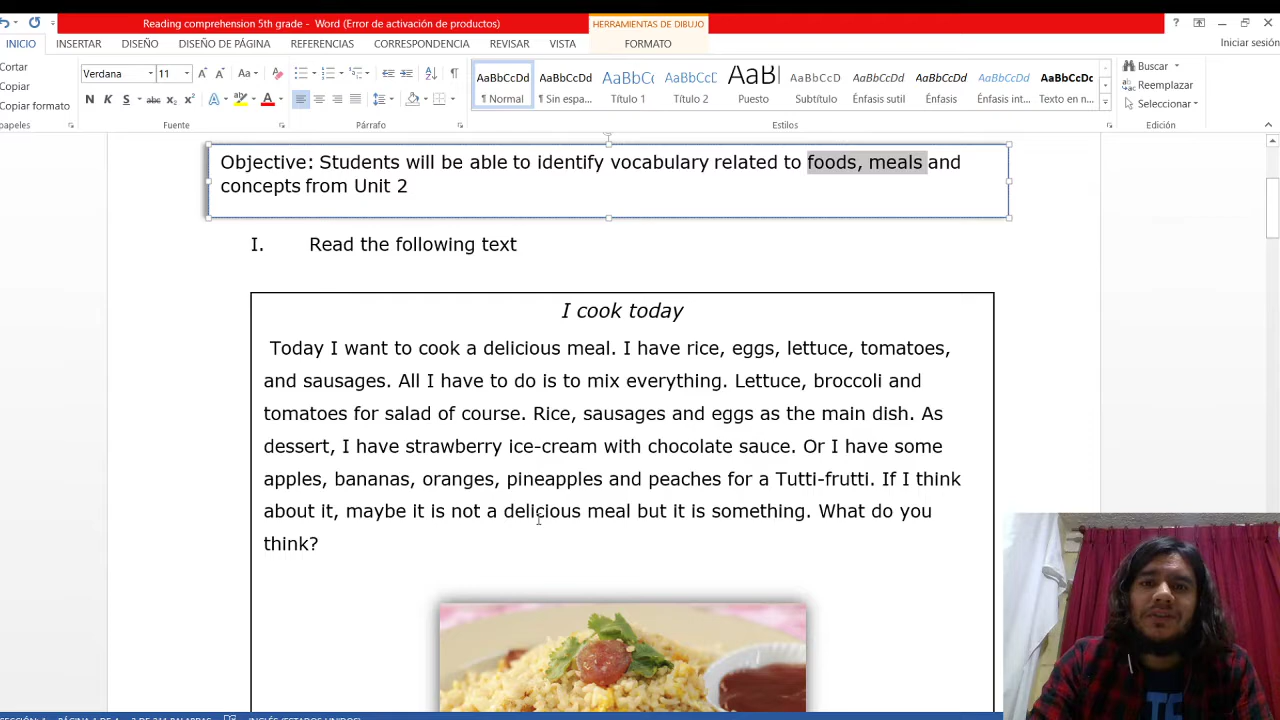 Reading comprehension 5th grade - Word (Error de activación de productos)
HERRAMIENTAS DE DIBUJO
INICIO INSERTAR DISEÑO DISEÑO DE PÁGINA REFERENCIAS CORRESPONDENCIA REVISAR VISTA FORMATO Iniciar sesión
Cortar
Copiar
Copiar formato
papeles
Verdana 11
Fuente
Párrafo
AaBbCcDd AaBbCcDd AaBbC AaBbCcD AaB AaBbCcD AaBbCcDd AaBbCcDd AaBbCcDd AaBbCcDc
¶ Normal ¶ Sin espa... Título 1 Título 2 Puesto Subtítulo Énfasis sutil Énfasis Énfasis int... Texto en n...
Estilos
Buscar
Reemplazar
Seleccionar
Edición
Objective: Students will be able to identify vocabulary related to foods, meals and
concepts from Unit 2
I. Read the following text
I cook today
Today I want to cook a delicious meal. I have rice, eggs, lettuce, tomatoes,
and sausages. All I have to do is to mix everything. Lettuce, broccoli and
tomatoes for salad of course. Rice, sausages and eggs as the main dish. As
dessert, I have strawberry ice-cream with chocolate sauce. Or I have some
apples, bananas, oranges, pineapples and peaches for a Tutti-frutti. If I think
about it, maybe it is not a delicious meal but it is something. What do you
think?